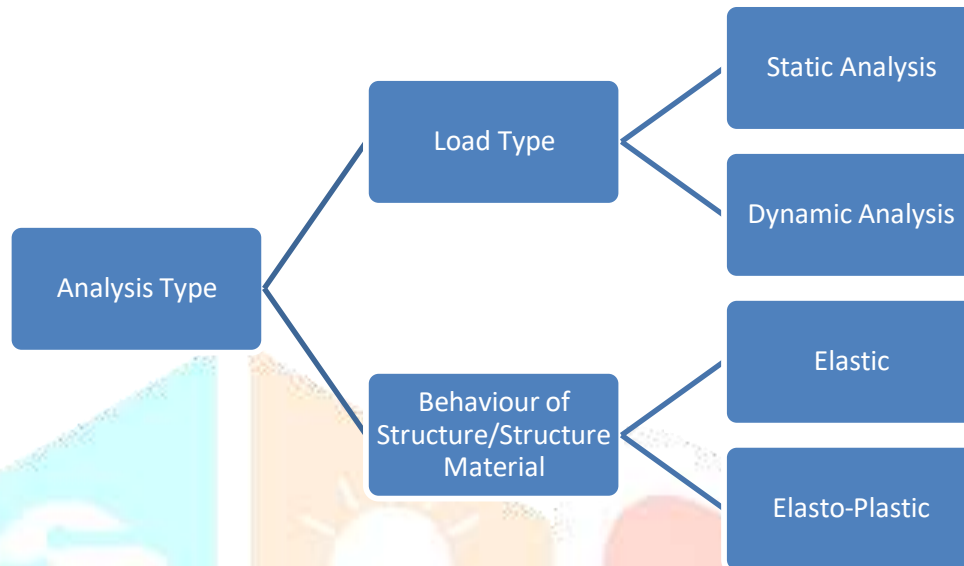 Analysis Type
Load Type
Static Analysis
Dynamic Analysis
Behaviour of
Structure/Structure
Material
Elastic
Elasto-Plastic